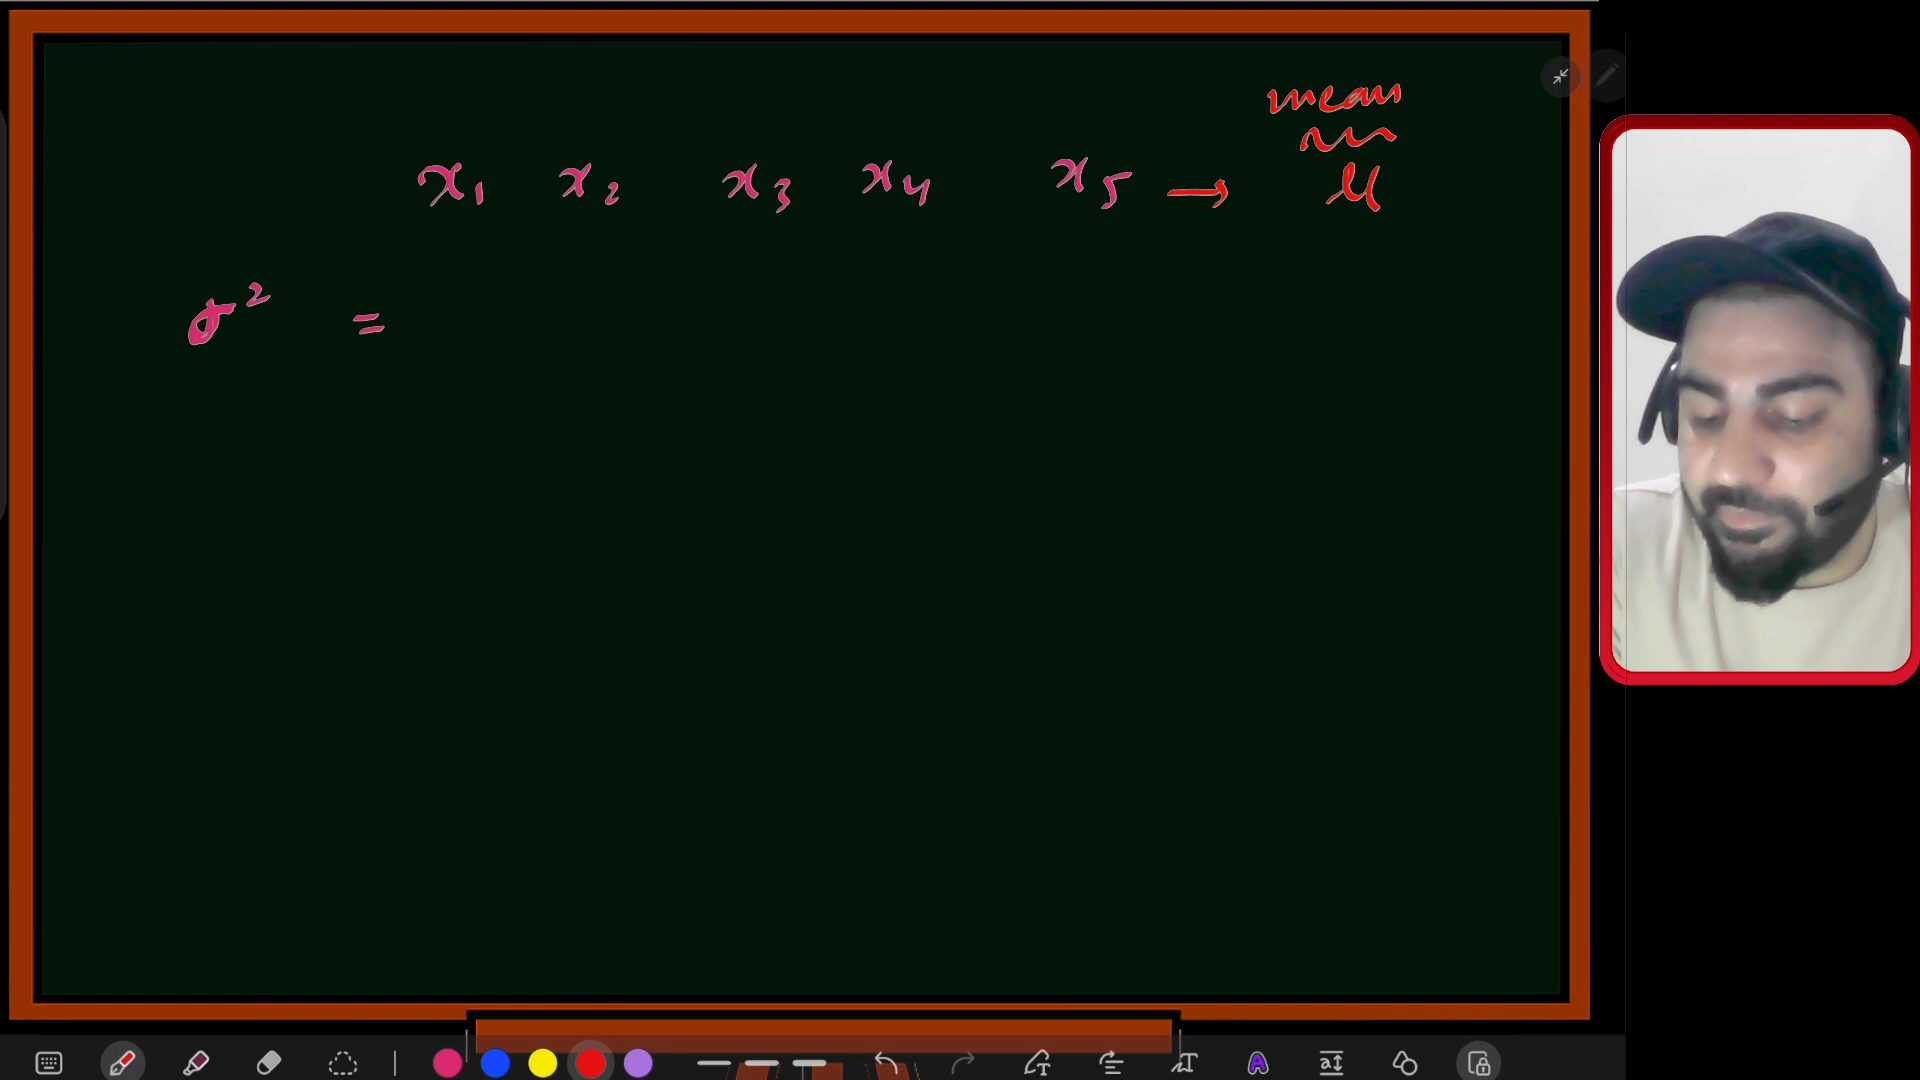 mean
x₁ x₂ x₃ x₄ x₅ → μ
σ² =